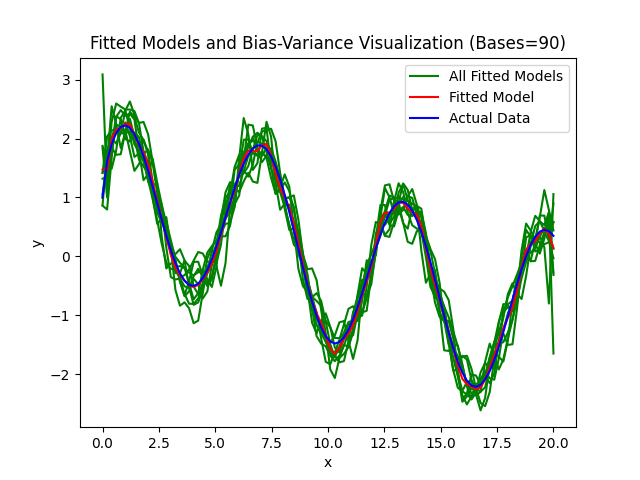 Fitted Models and Bias-Variance Visualization (Bases=90)
All Fitted Models
Fitted Model
Actual Data
y
3
2
1
0
−1
−2
0.0 2.5 5.0 7.5 10.0 12.5 15.0 17.5 20.0
x